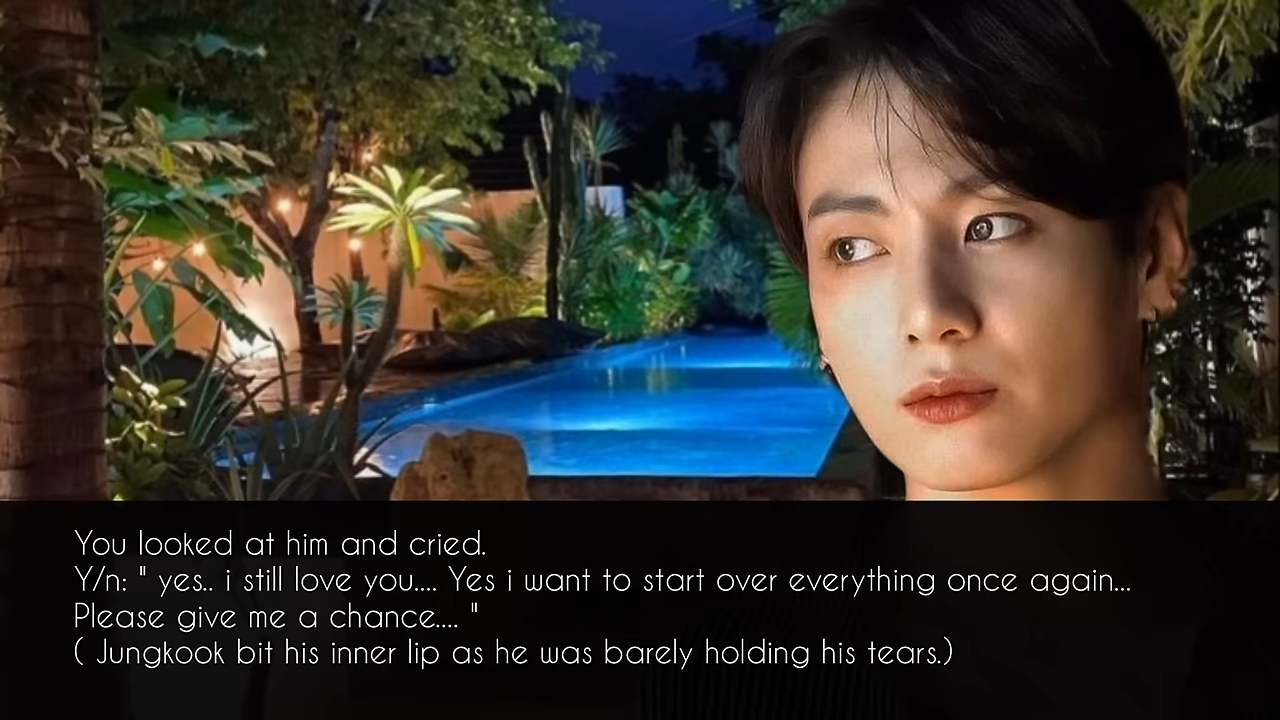 You looked at him and cried.
Y/n: " yes.. i still love you.... Yes i want to start over everything once again...
Please give me a chance.... "
( Jungkook bit his inner lip as he was barely holding his tears.)